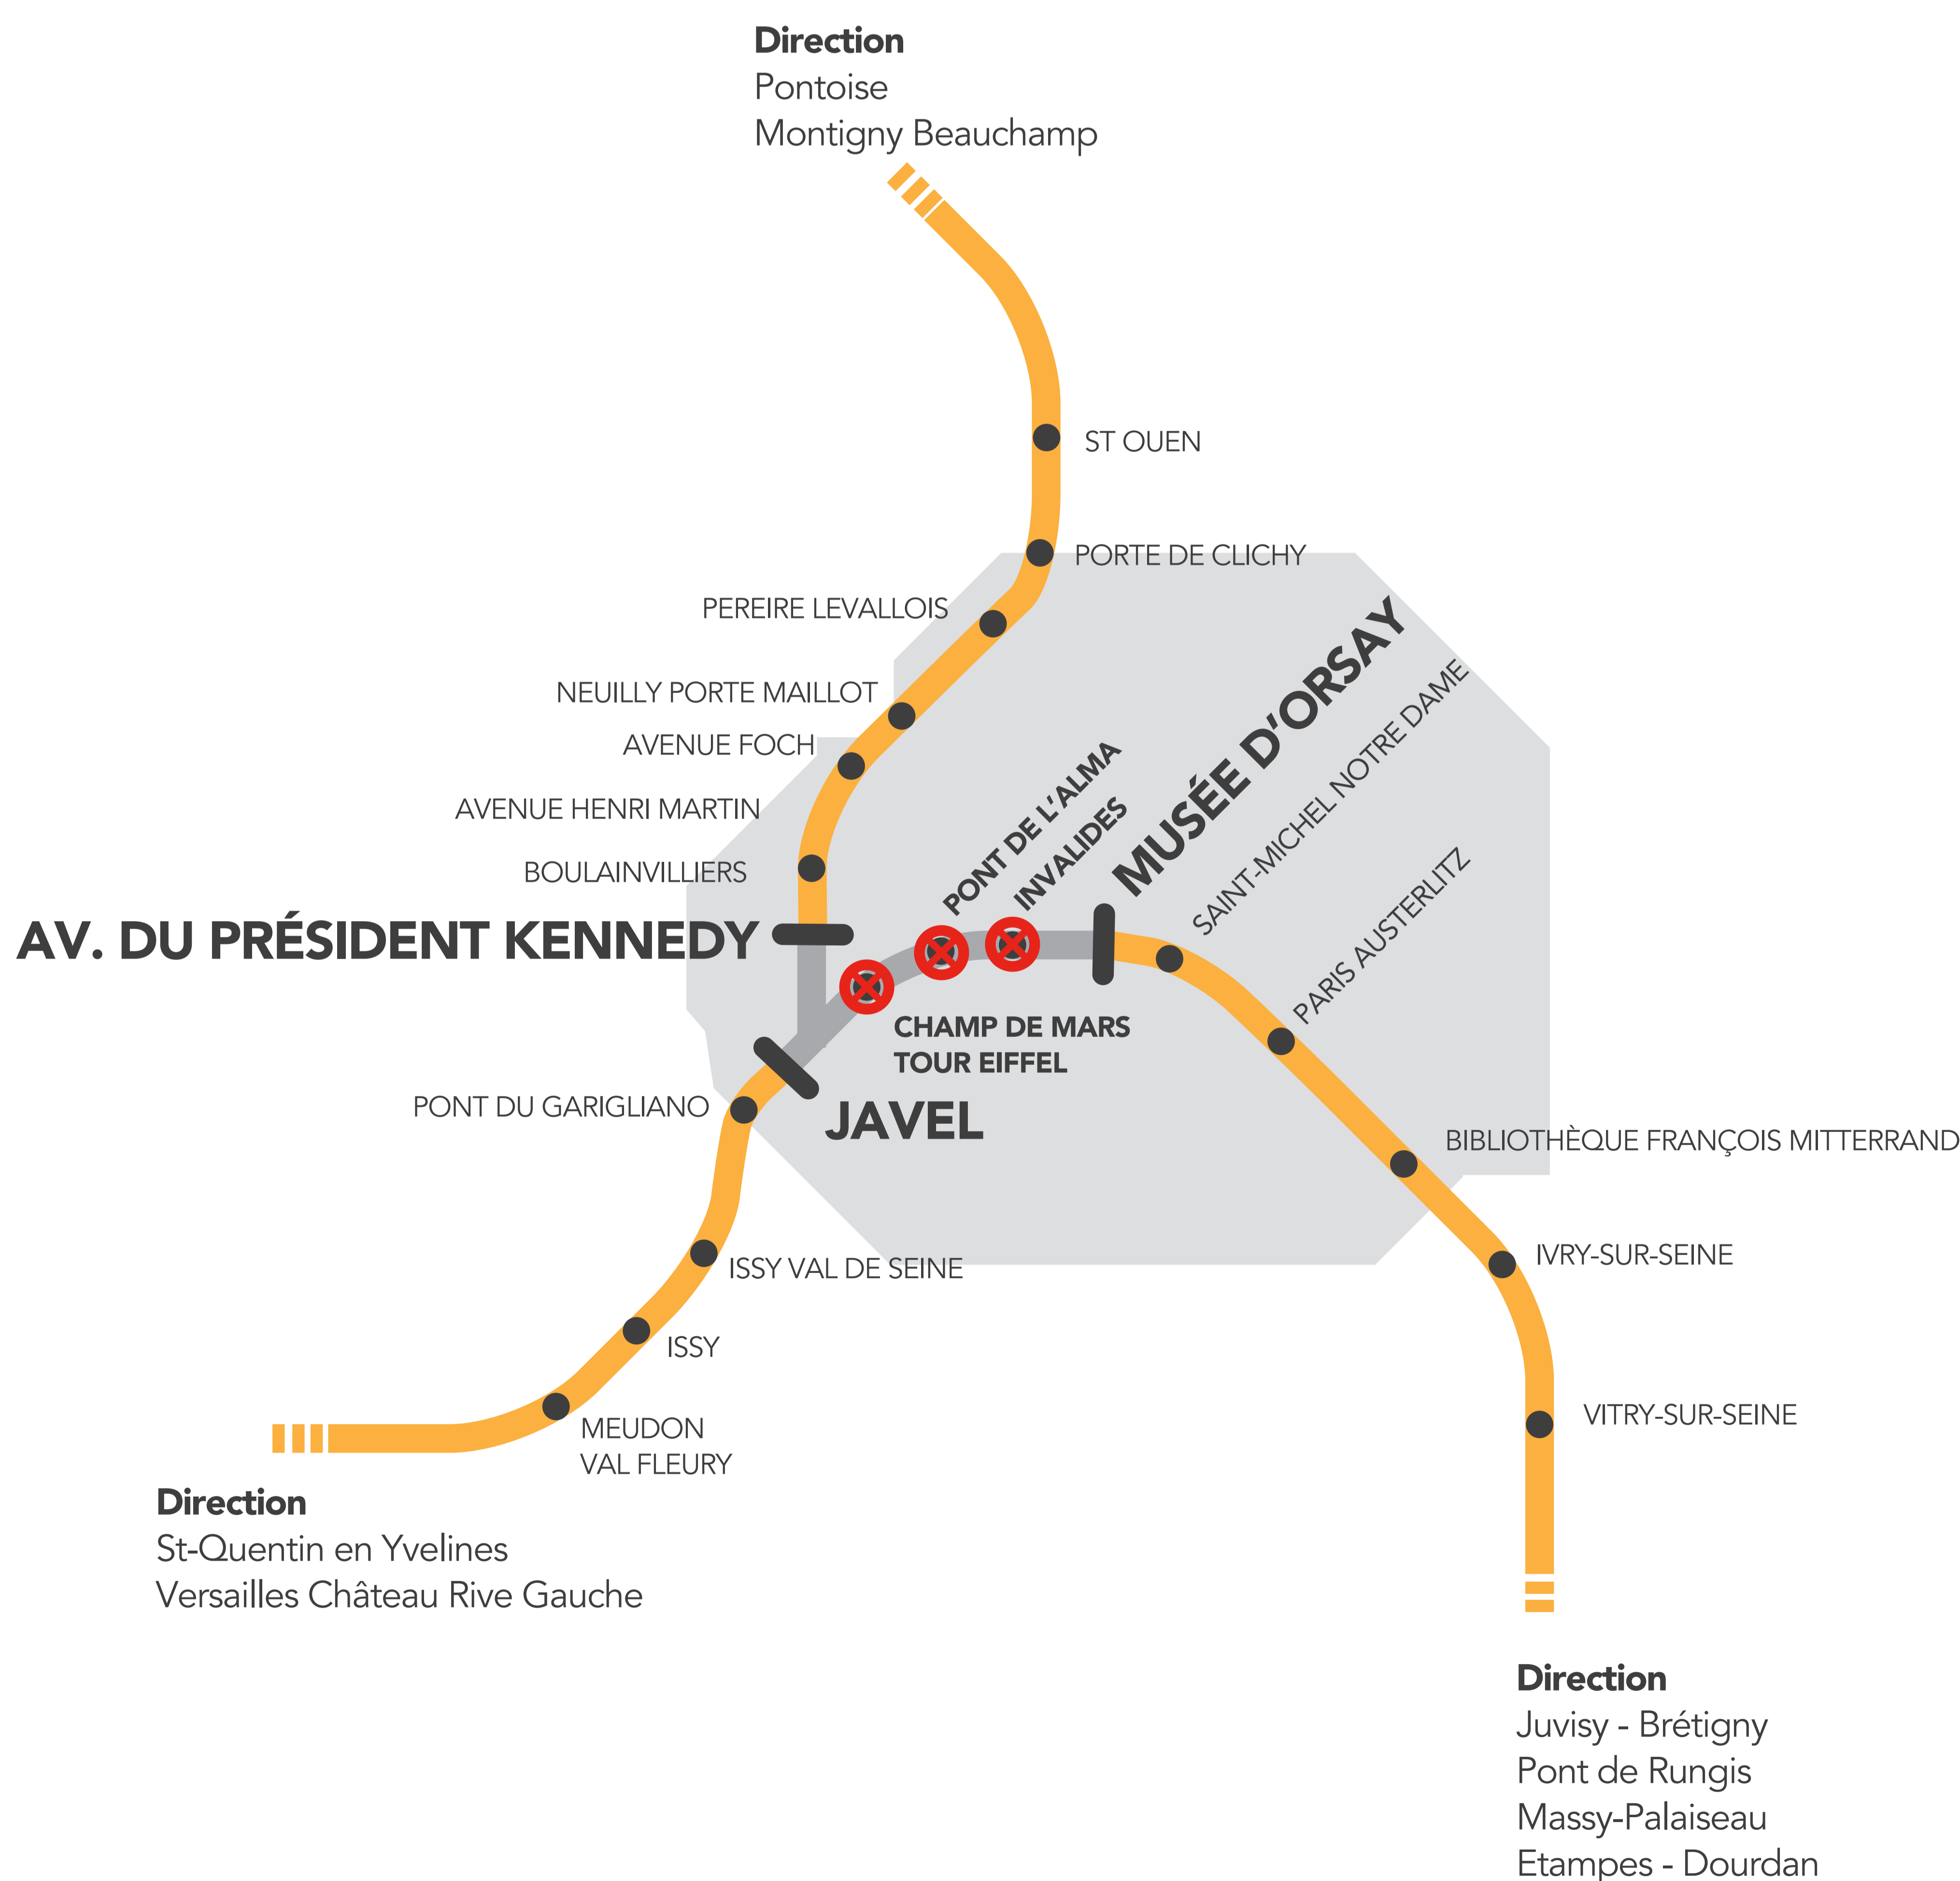 Direction
Pontoise
Montigny Beauchamp
ST OUEN
PORTE DE CLICHY
PEREIRE LEVALLOIS
NEUILLY PORTE MAILLOT
AVENUE FOCH
AVENUE HENRI MARTIN
BOULAINVILLIERS
AV. DU PRÉSIDENT KENNEDY
PONT DE L'ALMA
INVALIDES
MUSÉE D'ORSAY
SAINT-MICHEL NOTRE DAME
PARIS AUSTERLITZ
CHAMP DE MARS
TOUR EIFFEL
JAVEL
PONT DU GARIGLIANO
BIBLIOTHÈQUE FRANÇOIS MITTERRAND
ISSY VAL DE SEINE
IVRY-SUR-SEINE
ISSY
VITRY-SUR-SEINE
MEUDON
VAL FLEURY
Direction
St-Quentin en Yvelines
Versailles Château Rive Gauche
Direction
Juvisy - Brétigny
Pont de Rungis
Massy-Palaiseau
Etampes - Dourdan